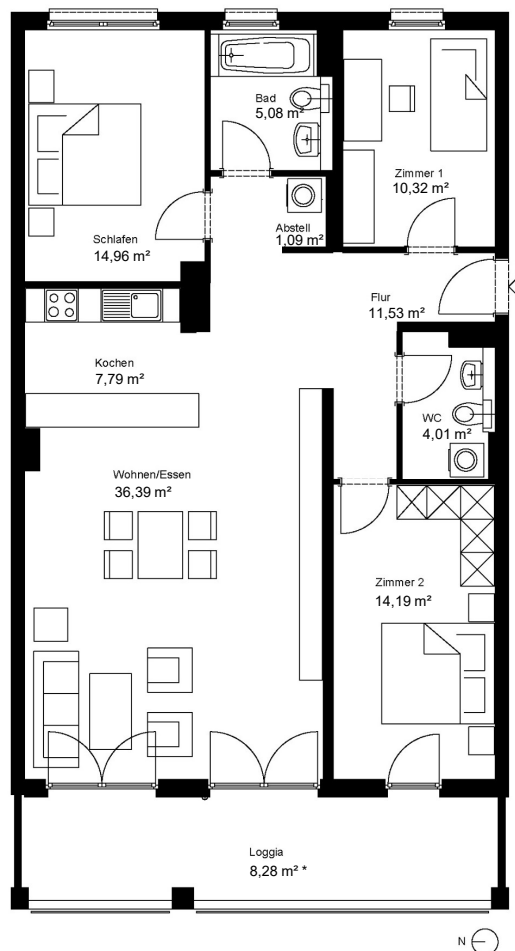 Bad
5,08 m²
Zimmer 1
10,32 m²
Abstell
1,09 m²
Schlafen
14,96 m²
Flur
11,53 m²
Kochen
7,79 m²
WC
4,01 m²
Wohnen/Essen
36,39 m²
Zimmer 2
14,19 m²
Loggia
8,28 m² *
N